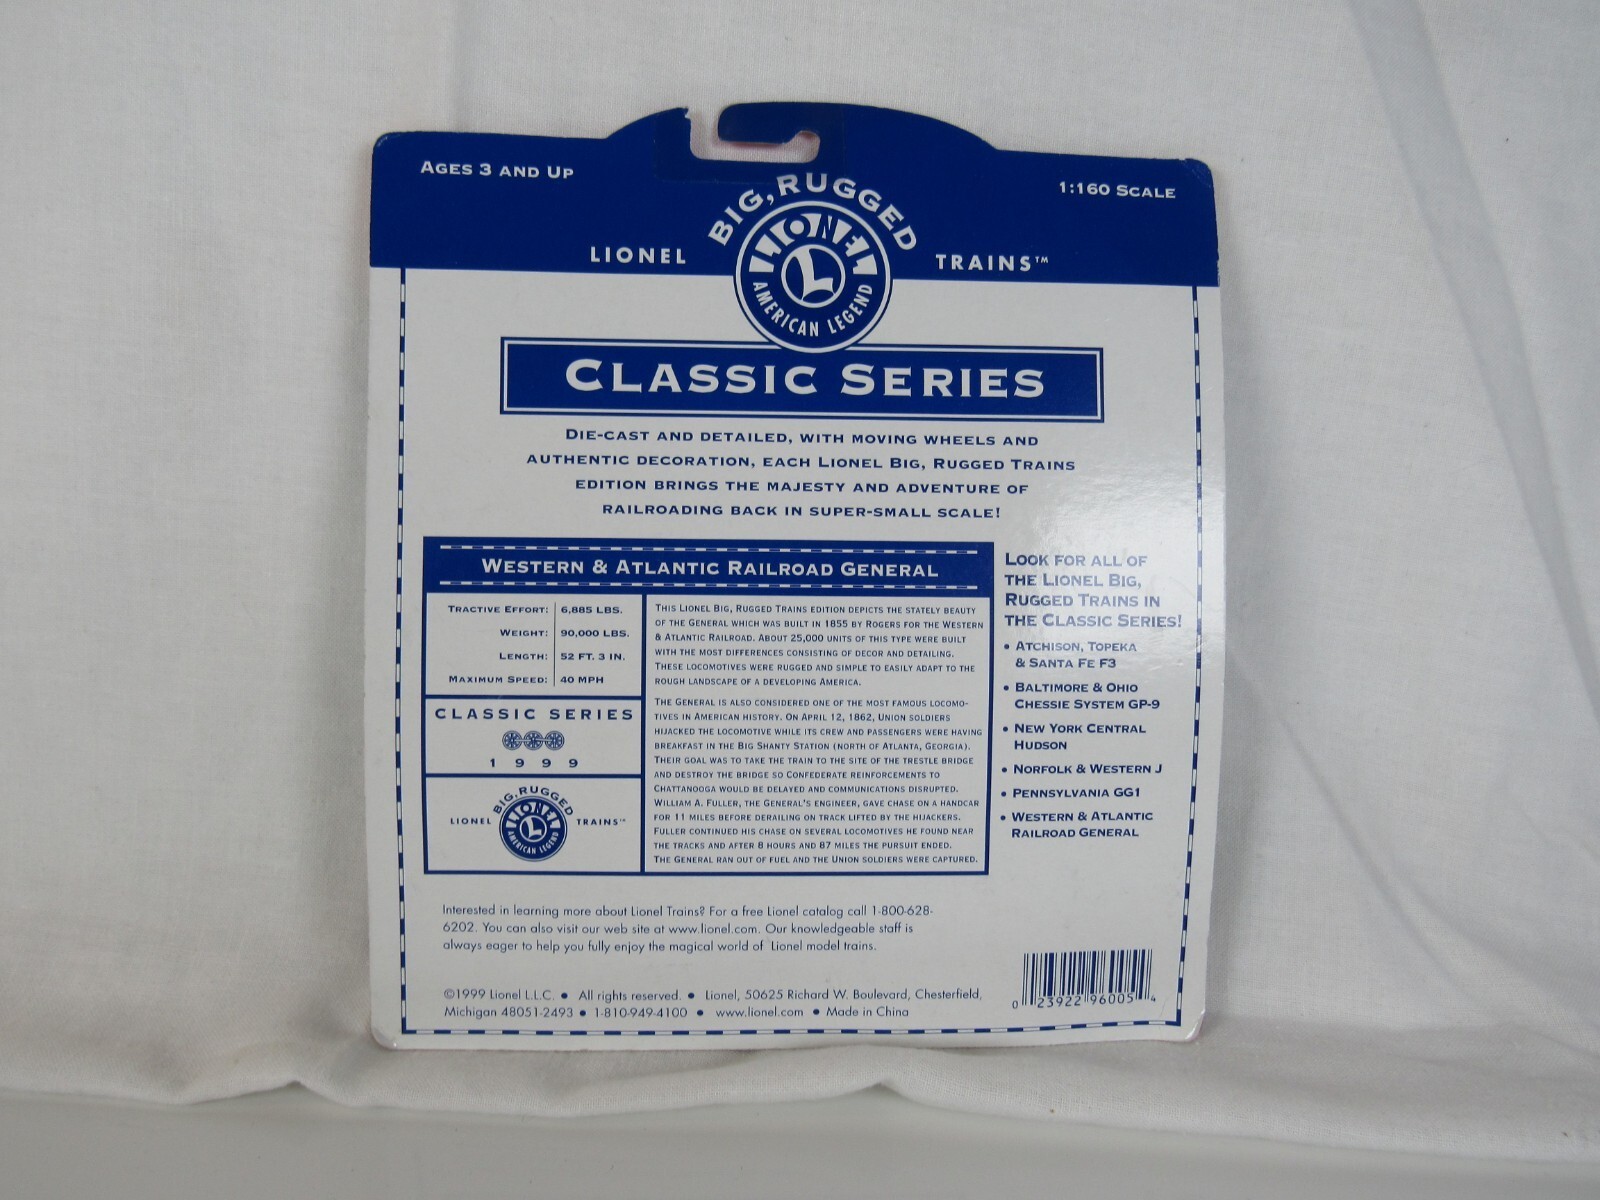 AGES 3 AND UP
1:160 SCALE
BIG, RUGGED
LIONEL
TRAINS™
LIONEL
L
AMERICAN LEGEND
CLASSIC SERIES
DIE-CAST AND DETAILED, WITH MOVING WHEELS AND
AUTHENTIC DECORATION, EACH LIONEL BIG, RUGGED TRAINS
EDITION BRINGS THE MAJESTY AND ADVENTURE OF
RAILROADING BACK IN SUPER-SMALL SCALE!
WESTERN & ATLANTIC RAILROAD GENERAL
TRACTIVE EFFORT: 6,885 LBS.
WEIGHT: 90,000 LBS.
LENGTH: 52 FT. 3 IN.
MAXIMUM SPEED: 40 MPH
CLASSIC SERIES
1 9 9 9
BIG, RUGGED
LIONEL
TRAINS™
LIONEL
L
AMERICAN LEGEND
THIS LIONEL BIG, RUGGED TRAINS EDITION DEPICTS THE STATELY BEAUTY
OF THE GENERAL WHICH WAS BUILT IN 1855 BY ROGERS FOR THE WESTERN
& ATLANTIC RAILROAD. ABOUT 25,000 UNITS OF THIS TYPE WERE BUILT
WITH THE MOST DIFFERENCES CONSISTING OF DECOR AND DETAILING.
THESE LOCOMOTIVES WERE RUGGED AND SIMPLE TO EASILY ADAPT TO THE
ROUGH LANDSCAPE OF A DEVELOPING AMERICA.
THE GENERAL IS ALSO CONSIDERED ONE OF THE MOST FAMOUS LOCOMO-
TIVES IN AMERICAN HISTORY. ON APRIL 12, 1862, UNION SOLDIERS
HIJACKED THE LOCOMOTIVE WHILE ITS CREW AND PASSENGERS WERE HAVING
BREAKFAST IN THE BIG SHANTY STATION (NORTH OF ATLANTA, GEORGIA).
THEIR GOAL WAS TO TAKE THE TRAIN TO THE SITE OF THE TRESTLE BRIDGE
AND DESTROY THE BRIDGE SO CONFEDERATE REINFORCEMENTS TO
CHATTANOOGA WOULD BE DELAYED AND COMMUNICATIONS DISRUPTED.
WILLIAM A. FULLER, THE GENERAL'S ENGINEER, GAVE CHASE ON A HANDCAR
FOR 11 MILES BEFORE DERAILING ON TRACK LIFTED BY THE HIJACKERS.
FULLER CONTINUED HIS CHASE ON SEVERAL LOCOMOTIVES HE FOUND NEAR
THE TRACKS AND AFTER 8 HOURS AND 87 MILES THE PURSUIT ENDED.
THE GENERAL RAN OUT OF FUEL AND THE UNION SOLDIERS WERE CAPTURED.
LOOK FOR ALL OF
THE LIONEL BIG,
RUGGED TRAINS IN
THE CLASSIC SERIES!
• ATCHISON, TOPEKA
& SANTA FE F3
• BALTIMORE & OHIO
CHESSIE SYSTEM GP-9
• NEW YORK CENTRAL
HUDSON
• NORFOLK & WESTERN J
• PENNSYLVANIA GG1
• WESTERN & ATLANTIC
RAILROAD GENERAL
Interested in learning more about Lionel Trains? For a free Lionel catalog call 1-800-628-
6202. You can also visit our web site at www.lionel.com. Our knowledgeable staff is
always eager to help you fully enjoy the magical world of Lionel model trains.
©1999 Lionel L.L.C. • All rights reserved. • Lionel, 50625 Richard W. Boulevard, Chesterfield,
Michigan 48051-2493 • 1-810-949-4100 • www.lionel.com • Made in China
0 23922 96005 4